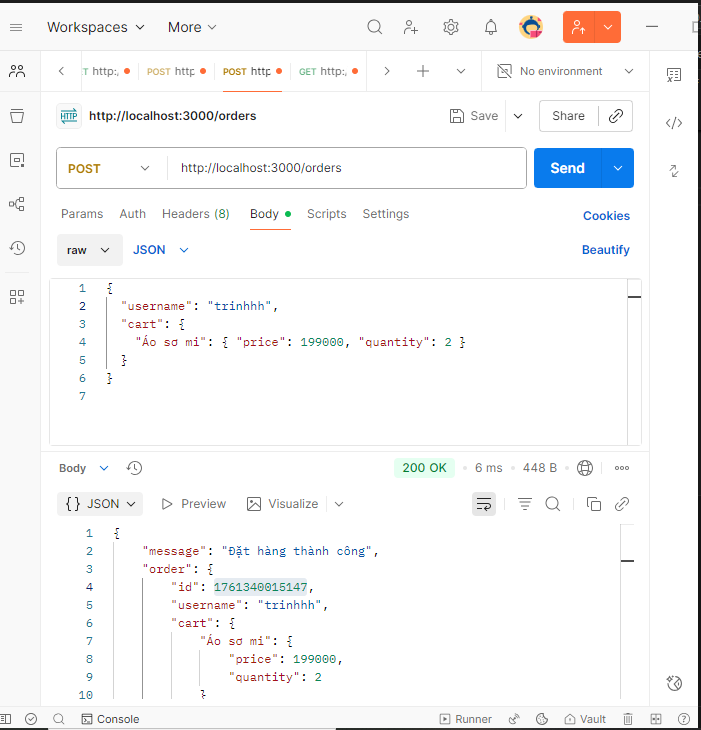 Workspaces More
T http:, POST http POST http GET http:, No environment
HTTP http://localhost:3000/orders Save Share
POST http://localhost:3000/orders Send
Params Auth Headers (8) Body Scripts Settings Cookies
raw JSON Beautify
1 {
2 "username": "trinhhh",
3 "cart": {
4 "Áo sơ mi": { "price": 199000, "quantity": 2 }
5 }
6 }
7
Body 200 OK 6 ms 448 B
{} JSON Preview Visualize
1 {
2 "message": "Đặt hàng thành công",
3 "order": {
4 "id": 1761340015147,
5 "username": "trinhhh",
6 "cart": {
7 "Áo sơ mi": {
8 "price": 199000,
9 "quantity": 2
10 }
Console Runner Vault